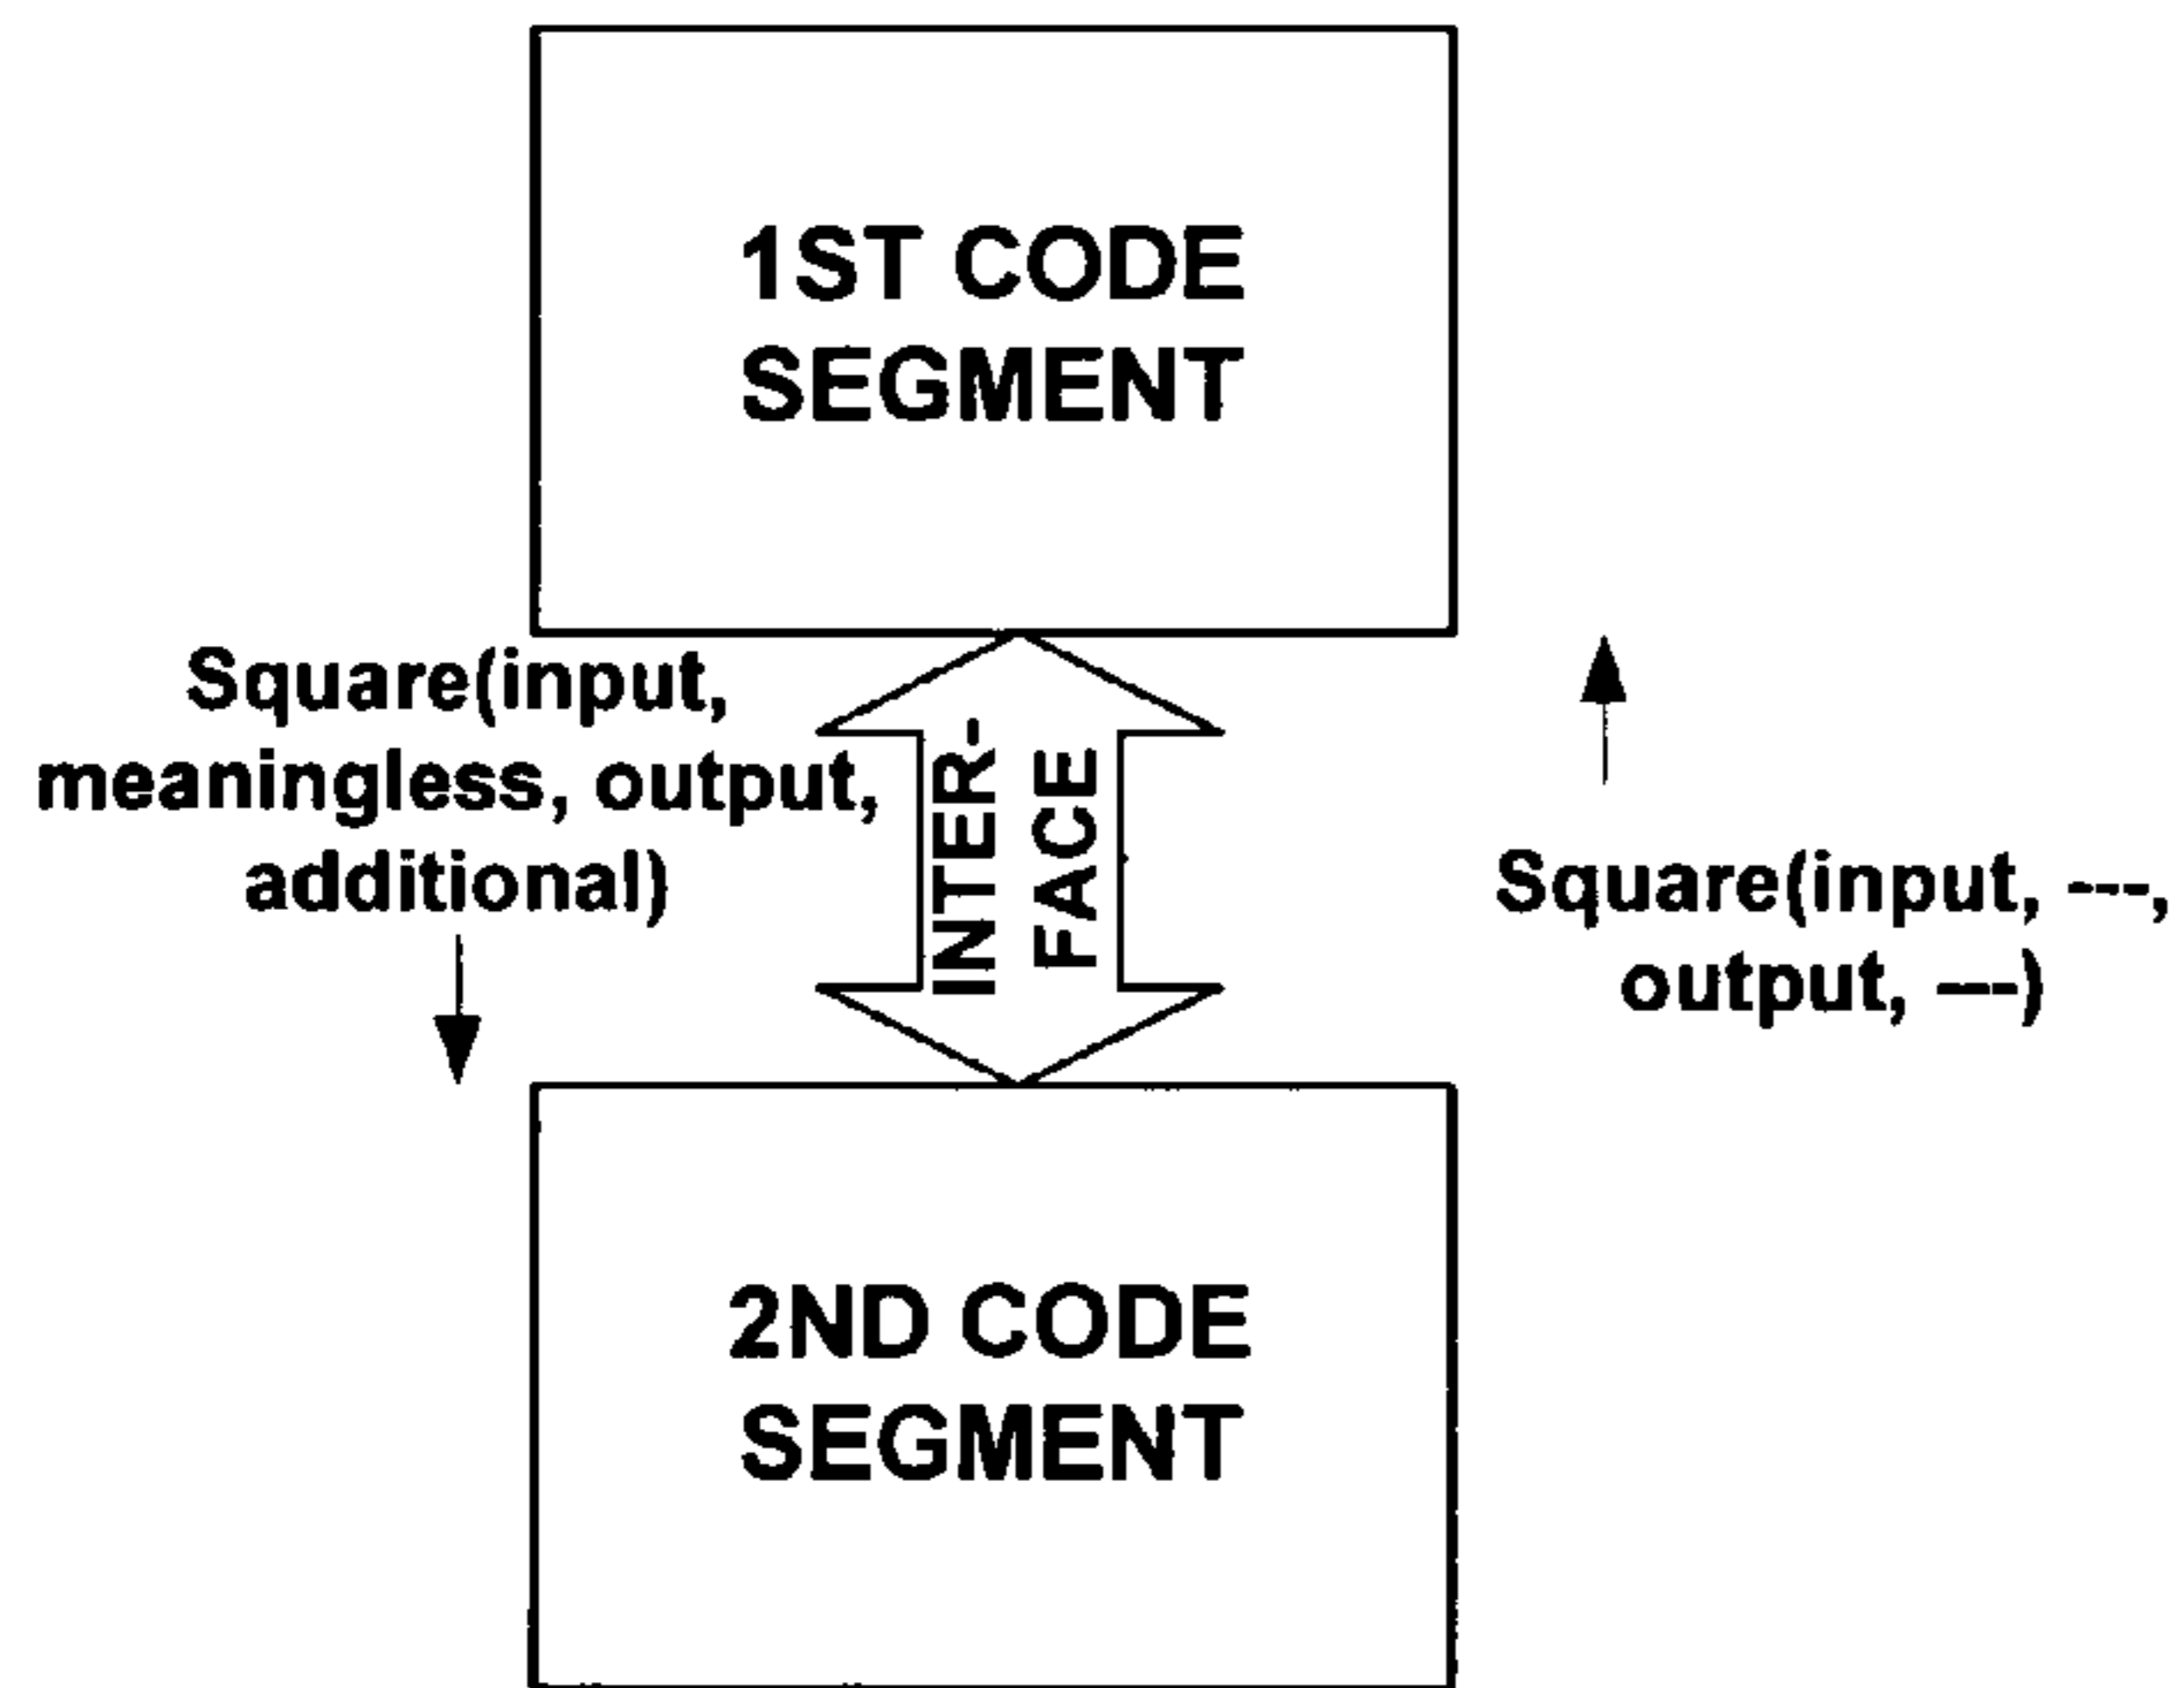 1ST CODE
SEGMENT
Square(input,
meaningless, output,
additional)
INTER-
FACE
Square(input, ---,
output, ---)
2ND CODE
SEGMENT